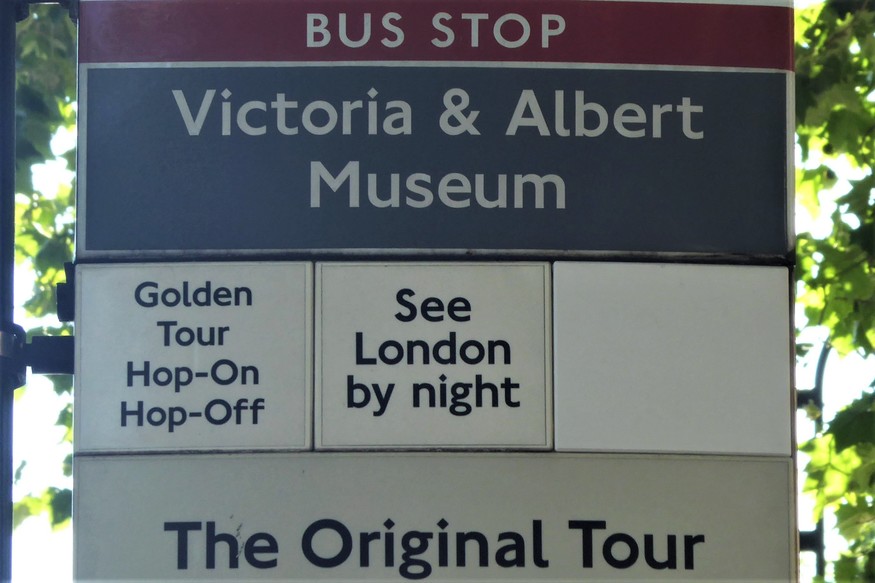 BUS STOP
Victoria & Albert
Museum
Golden
Tour
Hop-On
Hop-Off
See
London
by night
The Original Tour